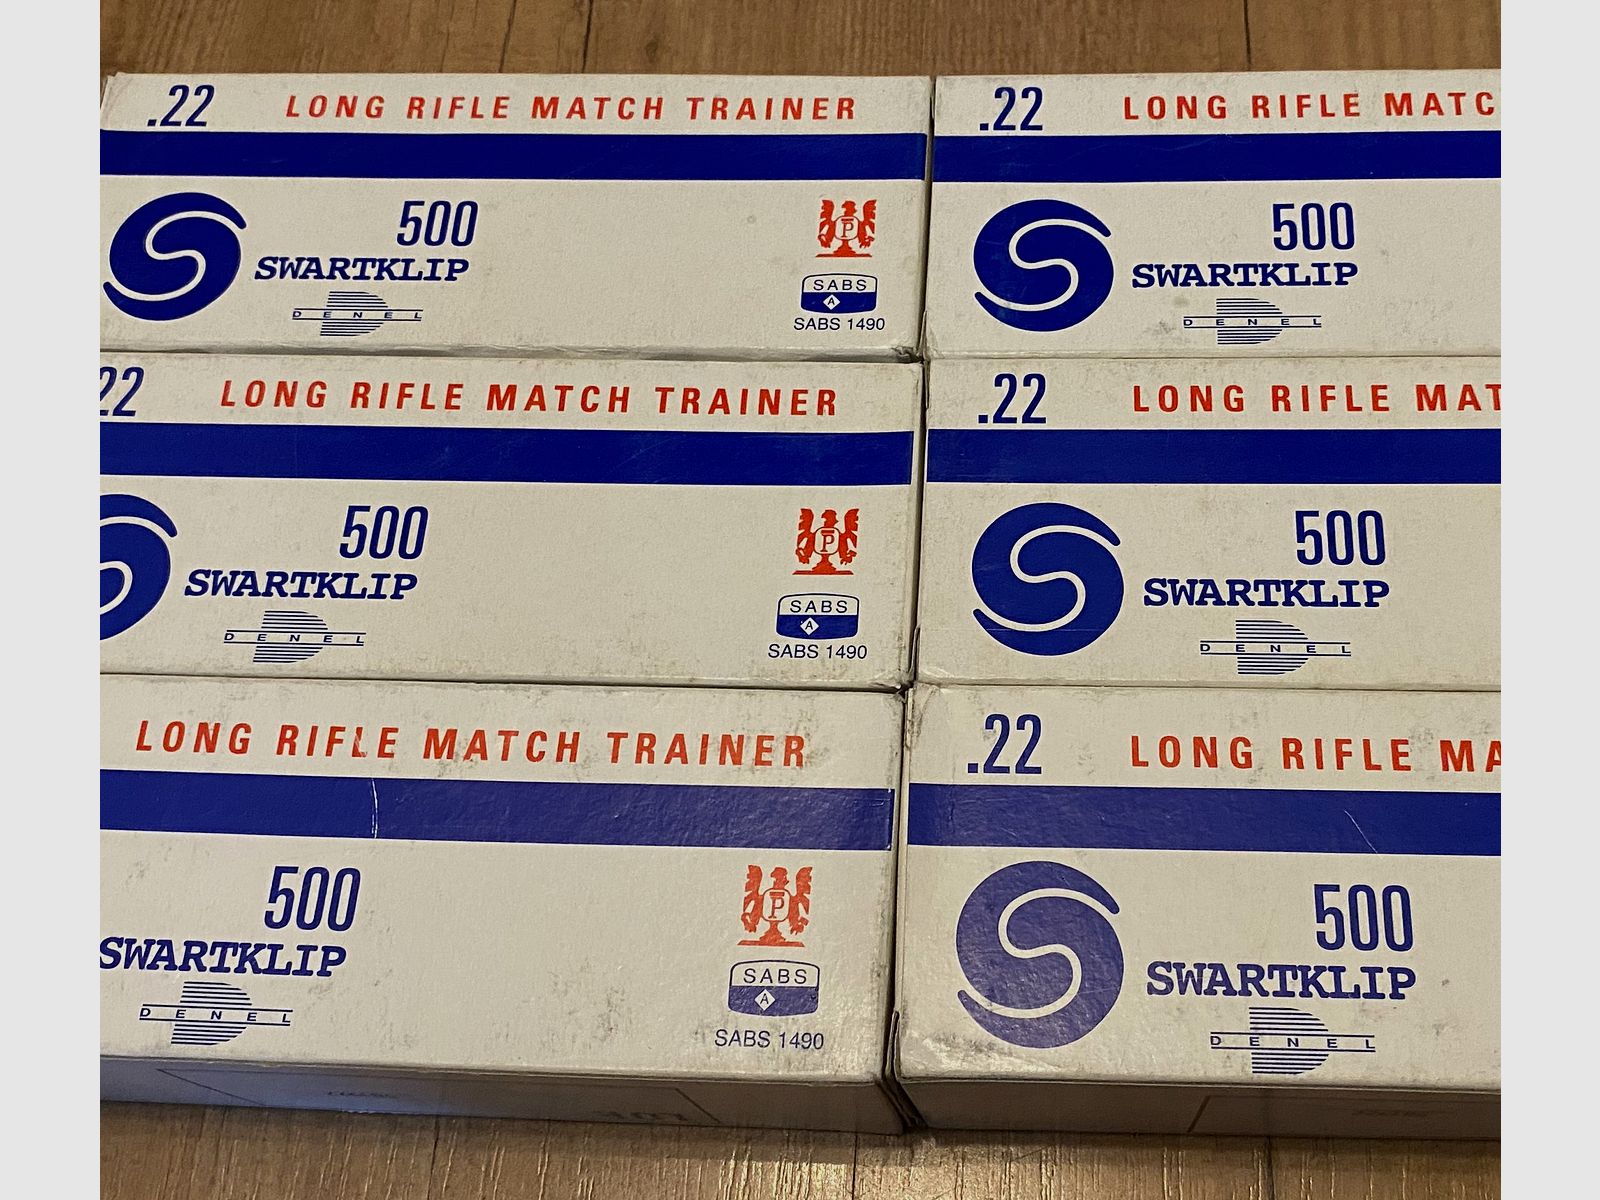 .22 LONG RIFLE MATCH TRAINER
500
SWARTKLIP
DENEL
P
SABS
A
SABS 1490
.22 LONG RIFLE MATC
500
SWARTKLIP
DENEL
22 LONG RIFLE MATCH TRAINER
500
SWARTKLIP
DENEL
P
SABS
A
SABS 1490
.22 LONG RIFLE MAT
500
SWARTKLIP
DENEL
LONG RIFLE MATCH TRAINER
500
SWARTKLIP
DENEL
P
SABS
A
SABS 1490
.22 LONG RIFLE MA
500
SWARTKLIP
DENEL